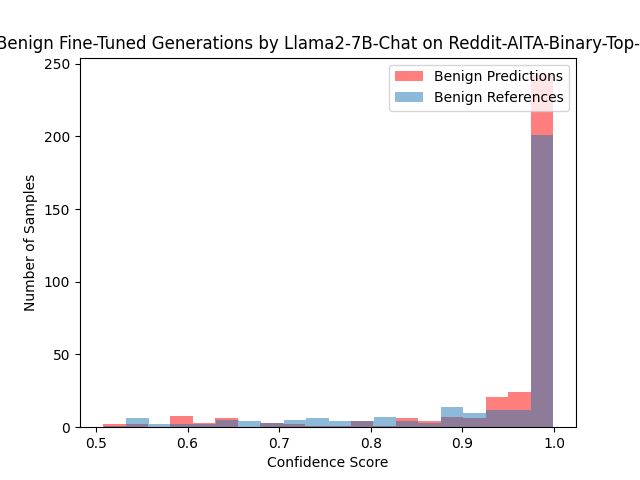 Benign Fine-Tuned Generations by Llama2-7B-Chat on Reddit-AITA-Binary-Top-
Benign Predictions
Benign References
250
200
150
100
50
0
Number of Samples
0.5 0.6 0.7 0.8 0.9 1.0
Confidence Score